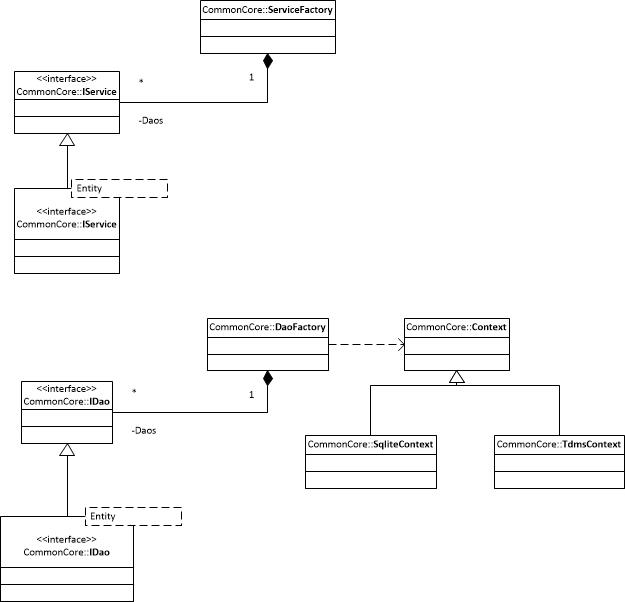 CommonCore::ServiceFactory
<<interface>>
CommonCore::IService
*
1
-Daos
Entity
<<interface>>
CommonCore::IService
CommonCore::DaoFactory
CommonCore::Context
<<interface>>
CommonCore::IDao
*
1
-Daos
CommonCore::SqliteContext
CommonCore::TdmsContext
Entity
<<interface>>
CommonCore::IDao